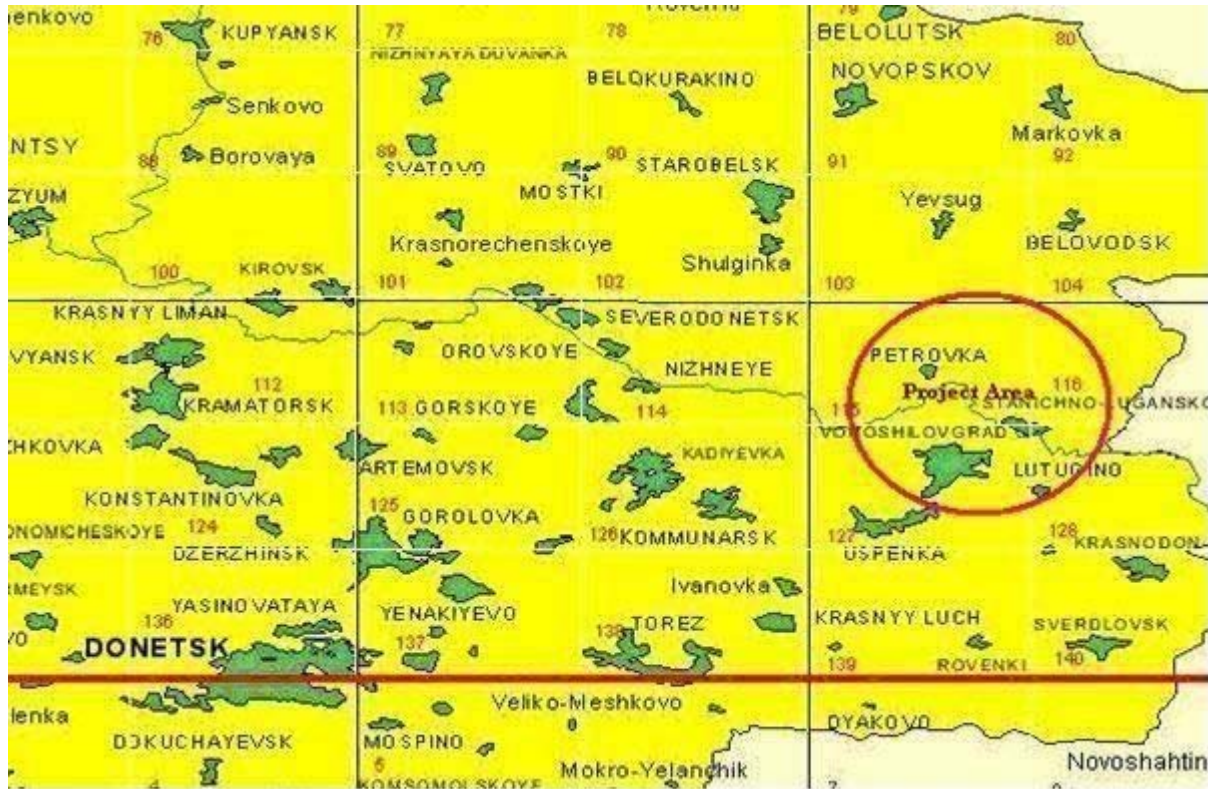 enkovo
76
KUPYANSK
77
78
79
BELOLUTSK
80
NIZHNYAYA DUVANKA
BELOKURAKINO
NOVOPSKOV
Senkovo
Markovka
NTSY
88
Borovaya
89
SVATOVO
90
STAROBELSK
91
92
MOSTKI
ZYUM
Yevsug
Krasnorechenskoye
BELOVODSK
Shulginka
100
KIROVSK
101
102
103
104
KRASNYY LIMAN
SEVERODONETSK
VYANSK
OROVSKOYE
PETROVKA
NIZHNEYE
112
KRAMATORSK
113
GORSKOYE
114
115
Project Area
116
STANICHNO-LUGANSKO
HKOVKA
VOROSHILOVGRAD
ARTEMOVSK
KADIYEVKA
LUTUGINO
KONSTANTINOVKA
125
GOROLOVKA
ONOMICHESKOYE
124
DZERZHINSK
126
KOMMUNARSK
127
USPENKA
128
KRASNODON
RMEYSK
YASINOVATAYA
YENAKIYEVO
Ivanovka
136
DONETSK
137
138
TOREZ
KRASNYY LUCH
SVERDLOVSK
139
ROVENKI
140
lenka
Veliko-Meshkovo
DYAKOVO
DOKUCHAYEVSK
MOSPINO
Novoshahtin
Mokro-Yelanchik
KOMSOMOLSKOYE